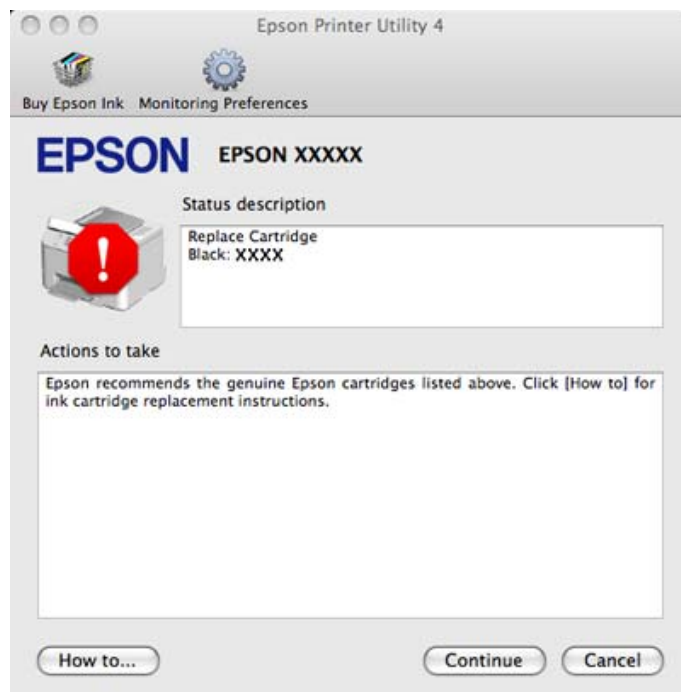 Epson Printer Utility 4
Buy Epson Ink Monitoring Preferences
EPSON EPSON XXXXX
Status description
Replace Cartridge
Black: XXXX
Actions to take
Epson recommends the genuine Epson cartridges listed above. Click [How to] for
ink cartridge replacement instructions.
How to... Continue Cancel